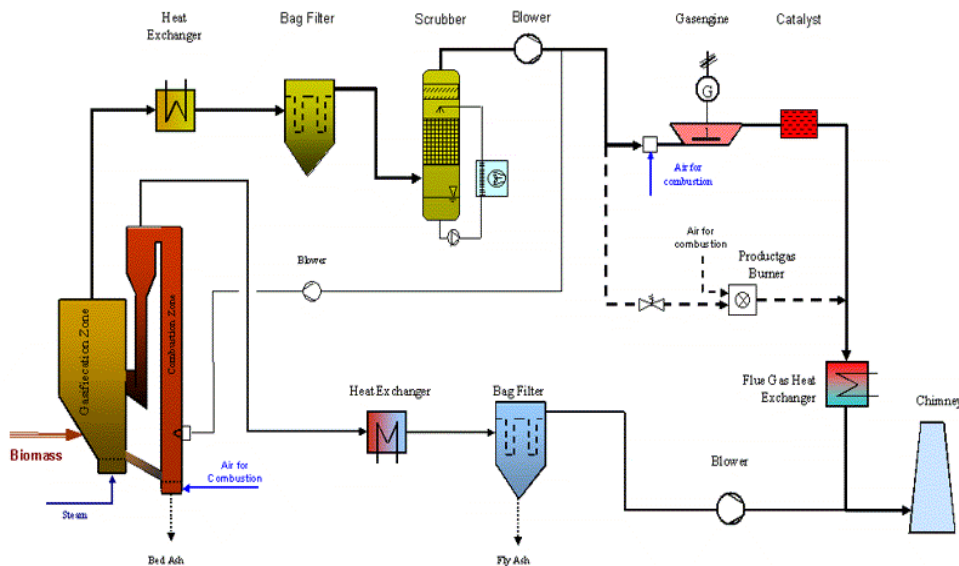 Heat
Exchanger
Bag Filter
Scrubber
Blower
Gasengine
Catalyst
G
Air for
combustion
Air for
combustion
Productgas
Burner
Blower
Gasifiecation Zone
Combustion Zone
Heat Exchanger
Bag Filter
Flue Gas Heat
Exchanger
Chimney
Biomass
Air for
Combustion
Blower
Steam
Bed Ash
Fly Ash